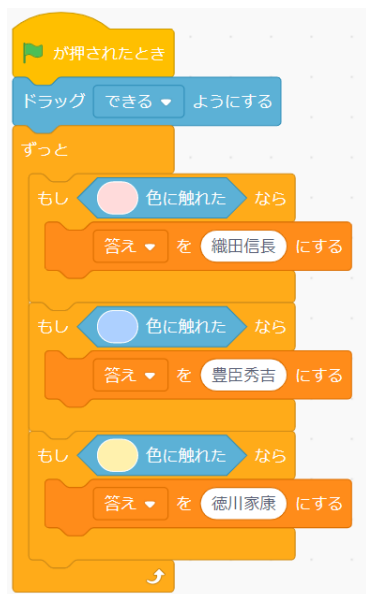 が押されたとき
ドラッグ できる ようにする
ずっと
もし 色に触れた なら
答え を 織田信長 にする
もし 色に触れた なら
答え を 豊臣秀吉 にする
もし 色に触れた なら
答え を 徳川家康 にする